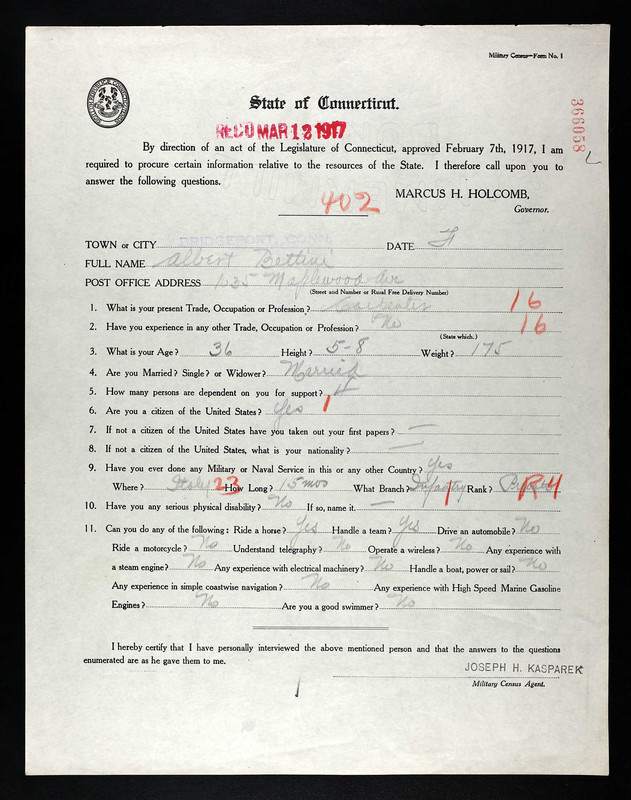 Military Census—Form No. 1
State of Connecticut.
366058
REC'D MAR 12 1917
By direction of an act of the Legislature of Connecticut, approved February 7th, 1917, I am
required to procure certain information relative to the resources of the State. I therefore call upon you to
answer the following questions.
MARCUS H. HOLCOMB,
402
Governor.
TOWN or CITY BRIDGEPORT, CONN. DATE
FULL NAME Albert Bettini
POST OFFICE ADDRESS 135 Maplewood Ave
(Street and Number or Rural Free Delivery Number)
1. What is your present Trade, Occupation or Profession? Carpenter 16
2. Have you experience in any other Trade, Occupation or Profession? No 16
(State which.)
3. What is your Age? 36 Height? 5-8 Weight? 175
4. Are you Married? Single? or Widower? Married
5. How many persons are dependent on you for support? 4
6. Are you a citizen of the United States? Yes 1
7. If not a citizen of the United States have you taken out your first papers? —
8. If not a citizen of the United States, what is your nationality? —
9. Have you ever done any Military or Naval Service in this or any other Country? Yes
Where? Italy 23 How Long? 15 mos What Branch? Infantry 1 Rank? R4
10. Have you any serious physical disability? No If so, name it. —
11. Can you do any of the following: Ride a horse? Yes Handle a team? Yes Drive an automobile? No
Ride a motorcycle? No Understand telegraphy? No Operate a wireless? No Any experience with
a steam engine? No Any experience with electrical machinery? No Handle a boat, power or sail? No
Any experience in simple coastwise navigation? No Any experience with High Speed Marine Gasoline
Engines? No Are you a good swimmer? No
I hereby certify that I have personally interviewed the above mentioned person and that the answers to the questions
enumerated are as he gave them to me.
JOSEPH H. KASPAREK
Military Census Agent.